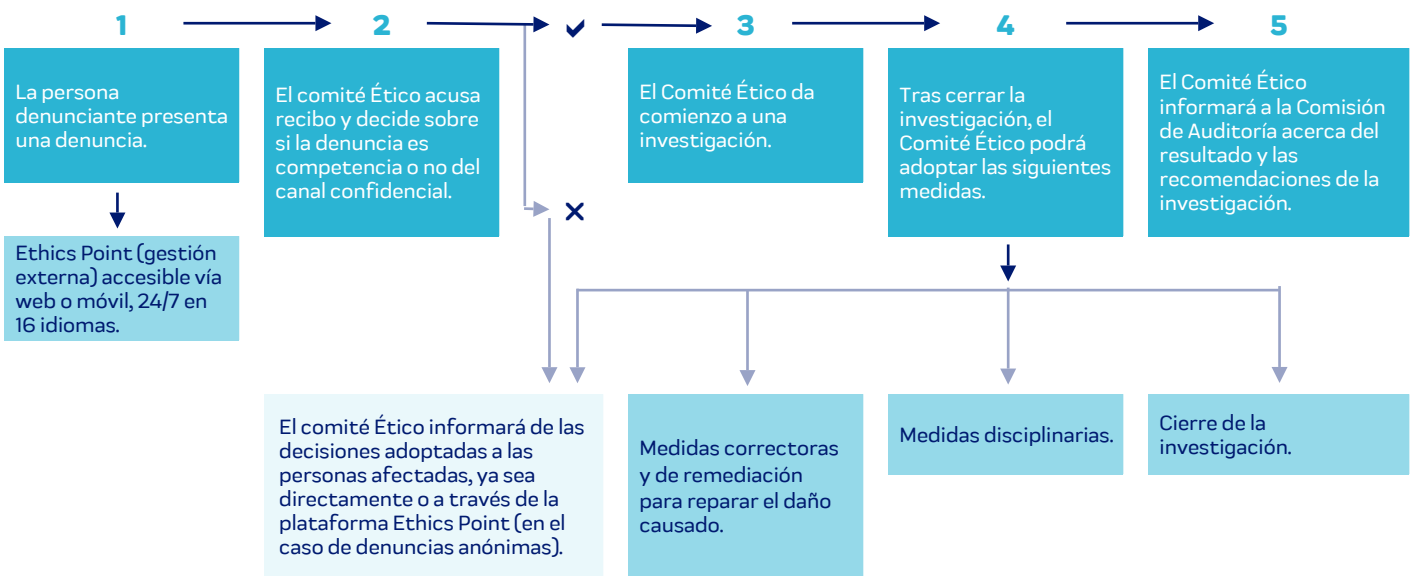 1
2
3
4
5
La persona
denunciante presenta
una denuncia.
El comité Ético acusa
recibo y decide sobre
si la denuncia es
competencia o no del
canal confidencial.
El Comité Ético da
comienzo a una
investigación.
Tras cerrar la
investigación, el
Comité Ético podrá
adoptar las siguientes
medidas.
El Comité Ético
informará a la Comisión
de Auditoría acerca del
resultado y las
recomendaciones de la
investigación.
Ethics Point (gestión
externa) accesible vía
web o móvil, 24/7 en
16 idiomas.
El comité Ético informará de las
decisiones adoptadas a las
personas afectadas, ya sea
directamente o a través de la
plataforma Ethics Point (en el
caso de denuncias anónimas).
Medidas correctoras
y de remediación
para reparar el daño
causado.
Medidas disciplinarias.
Cierre de la
investigación.